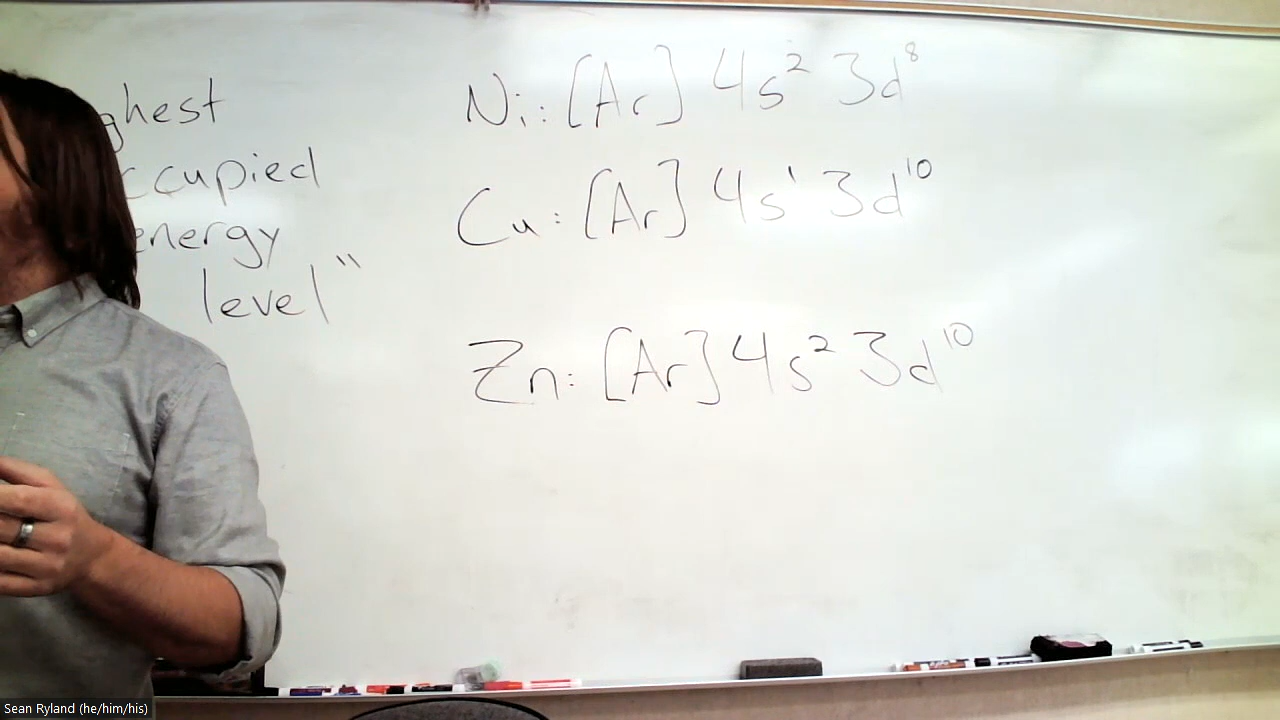 ghest
ccupied
energy
level"
Ni: [Ar] 4s² 3d⁸
Cu: [Ar] 4s¹ 3d¹⁰
Zn: [Ar] 4s² 3d¹⁰
Sean Ryland (he/him/his)